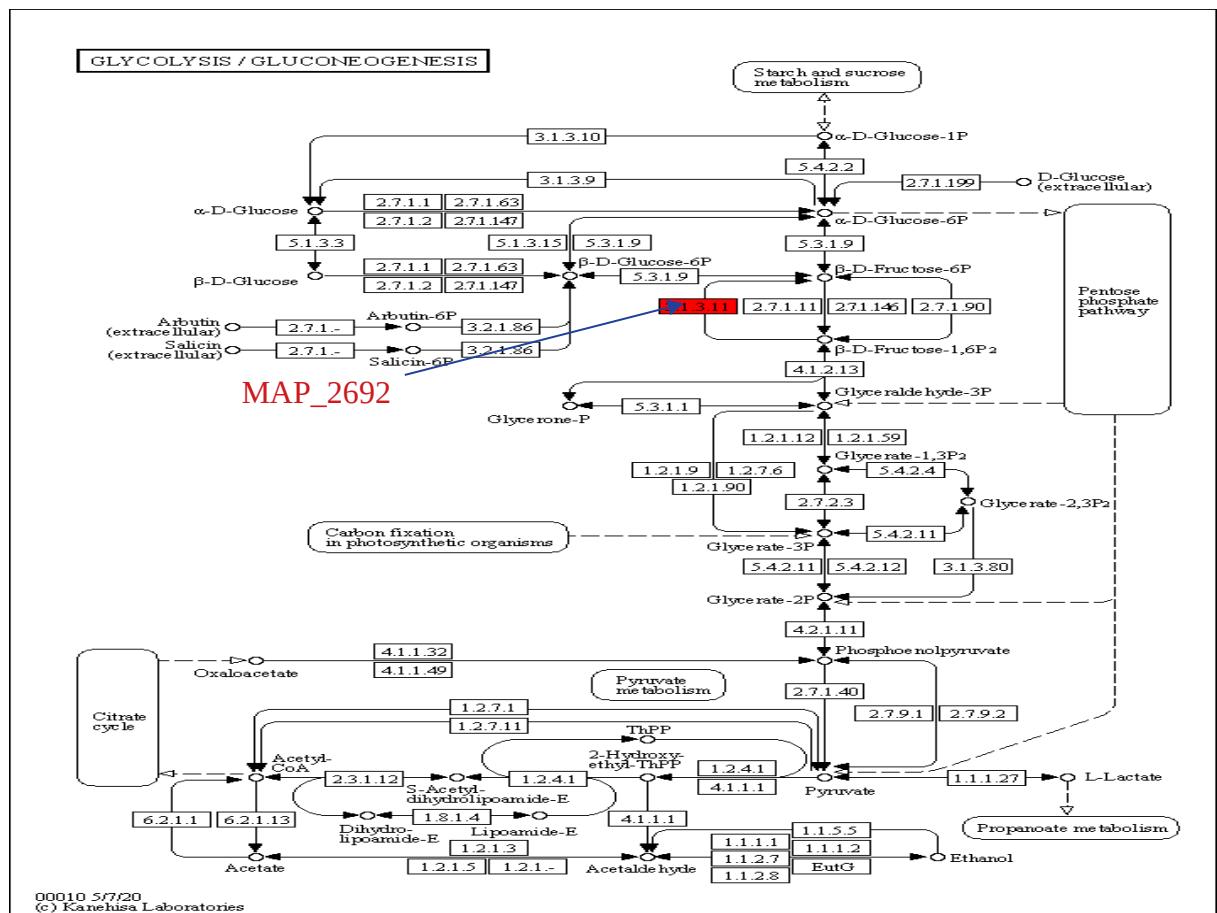 GLYCOLYSIS / GLUCONEOGENESIS
Starch and sucrose
metabolism
3.1.3.10
α-D-Glucose-1P
5.4.2.2
3.1.3.9
2.7.1.199
D-Glucose
(extracellular)
α-D-Glucose
2.7.1.1
2.7.1.63
2.7.1.2
2.7.1.147
α-D-Glucose-6P
5.1.3.3
5.1.3.15
5.3.1.9
5.3.1.9
β-D-Glucose
2.7.1.1
2.7.1.63
2.7.1.2
2.7.1.147
β-D-Glucose-6P
5.3.1.9
β-D-Fructose-6P
Pentose
phosphate
pathway
.1.3.11
2.7.1.11
2.7.1.146
2.7.1.90
Arbutin
(extracellular)
2.7.1.-
Arbutin-6P
3.2.1.86
Salicin
(extracellular)
2.7.1.-
Salicin-6P
3.2.1.86
β-D-Fructose-1,6P2
4.1.2.13
MAP_2692
Glyceraldehyde-3P
Glycerone-P
5.3.1.1
1.2.1.12
1.2.1.59
Glycerate-1,3P2
1.2.1.9
1.2.7.6
1.2.1.90
5.4.2.4
2.7.2.3
Glycerate-2,3P2
Carbon fixation
in photosynthetic organisms
Glycerate-3P
5.4.2.11
5.4.2.11
5.4.2.12
3.1.3.80
Glycerate-2P
4.2.1.11
Oxaloacetate
4.1.1.32
4.1.1.49
Phosphoenolpyruvate
Pyruvate
metabolism
2.7.1.40
2.7.9.1
2.7.9.2
Citrate
cycle
1.2.7.1
1.2.7.11
ThPP
Acetyl-
CoA
2.3.1.12
S-Acetyl-
dihydrolipoamide-E
1.2.4.1
2-Hydroxy-
ethyl-ThPP
1.2.4.1
4.1.1.1
Pyruvate
1.1.1.27
L-Lactate
6.2.1.1
6.2.1.13
Dihydro-
lipoamide-E
1.8.1.4
Lipoamide-E
4.1.1.1
Propanoate metabolism
Acetate
1.2.1.3
1.2.1.5
1.2.1.-
Acetaldehyde
1.1.5.5
1.1.1.1
1.1.1.2
1.1.2.7
EutG
1.1.2.8
Ethanol
00010 5/7/20
(c) Kanehisa Laboratories